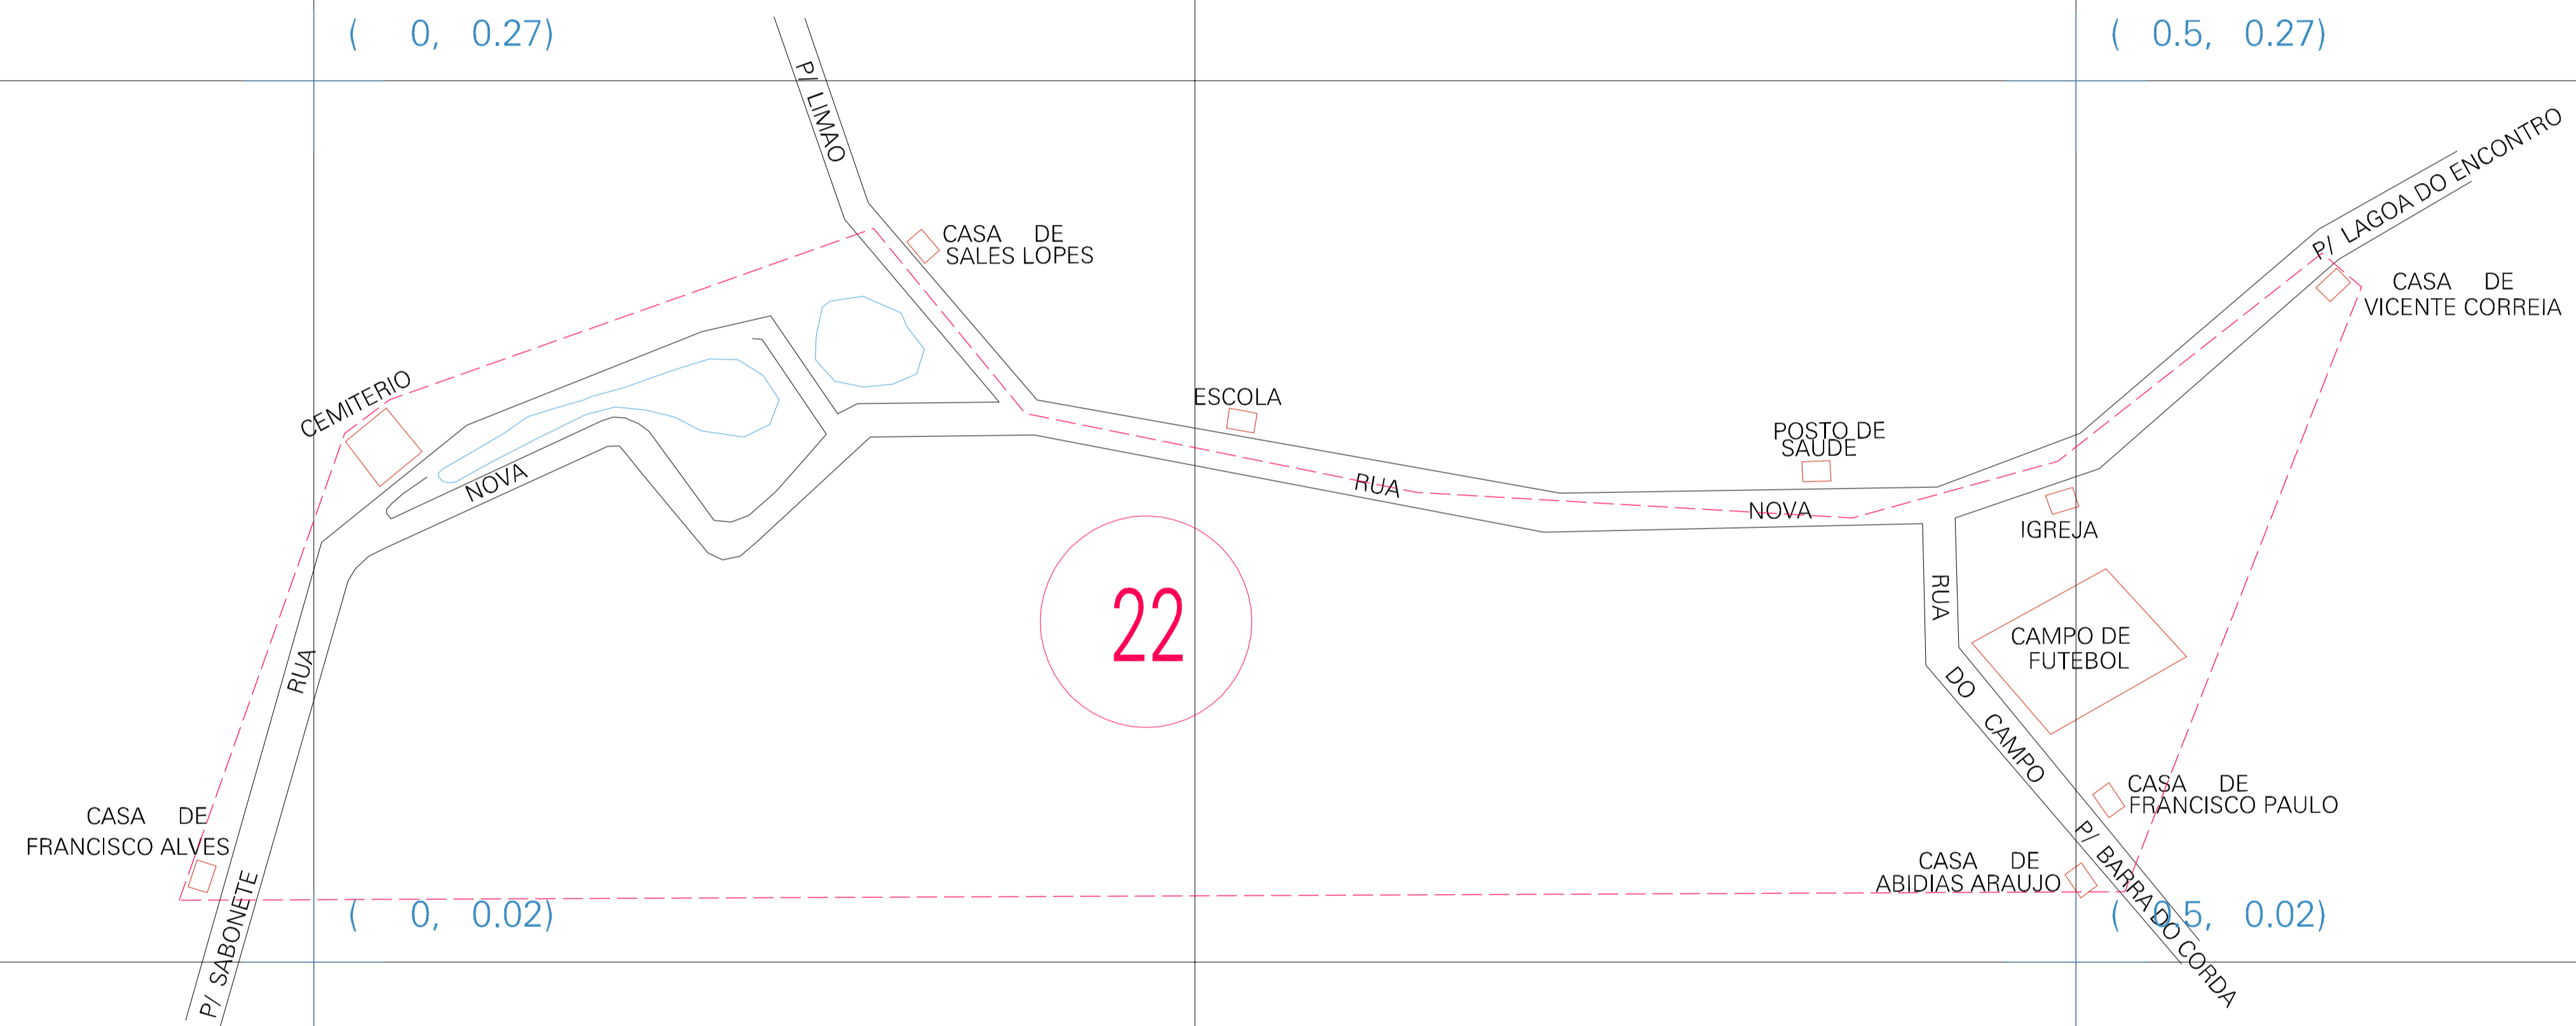 ( 0, 0.27)
( 0.5, 0.27)
P/ LIMAO
P/ LAGOA DO ENCONTRO
CASA DE
SALES LOPES
CASA DE
VICENTE CORREIA
CEMITERIO
ESCOLA
POSTO DE
SAUDE
NOVA
RUA
NOVA
IGREJA
RUA
22
CAMPO DE
FUTEBOL
RUA
DO CAMPO
CASA DE
FRANCISCO PAULO
CASA DE
FRANCISCO ALVES
P/ BARRA DO CORDA
CASA DE
ABIDIAS ARAUJO
P/ SABONETE
( 0, 0.02)
( 0.5, 0.02)